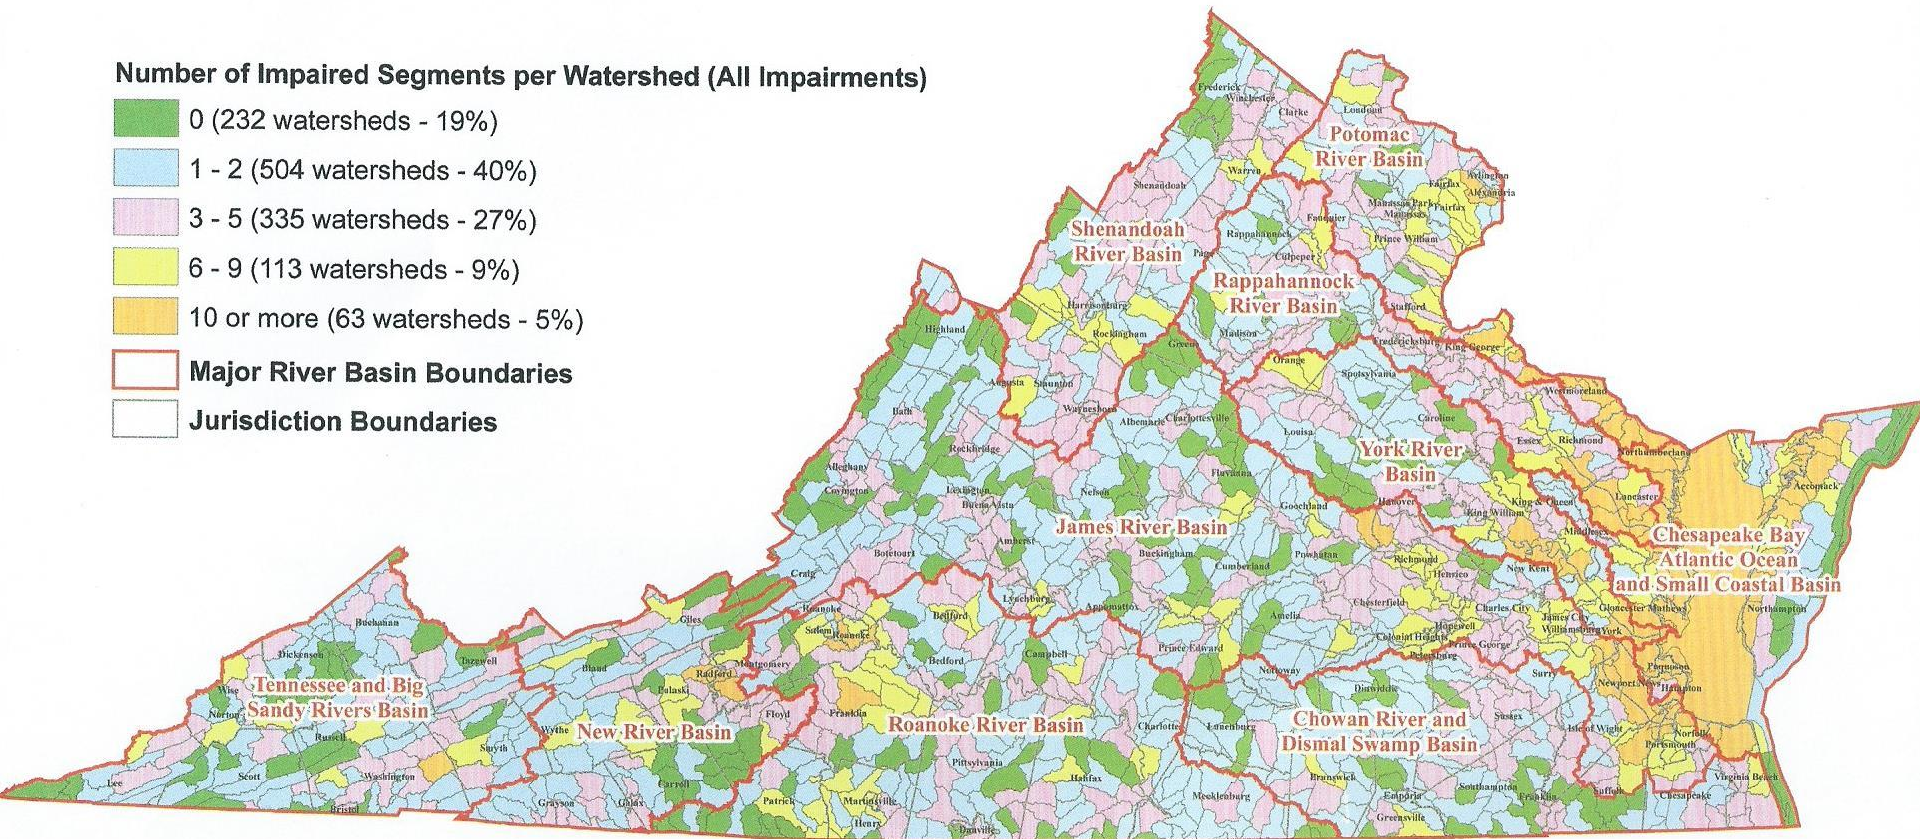 Number of Impaired Segments per Watershed (All Impairments)
0 (232 watersheds - 19%)
1 - 2 (504 watersheds - 40%)
3 - 5 (335 watersheds - 27%)
6 - 9 (113 watersheds - 9%)
10 or more (63 watersheds - 5%)
Major River Basin Boundaries
Jurisdiction Boundaries
Frederick
Winchester
Clarke
Loudoun
Potomac
River Basin
Warren
Shenandoah
Fairfax
Arlington
Alexandria
Manassas Park
Fairfax
Manassas
Fauquier
Prince William
Shenandoah
River Basin
Rappahannock
Page
Culpeper
Rappahannock
River Basin
Stafford
Harrisonburg
Rockingham
Highland
Madison
Greene
Fredericksburg
King George
Orange
Spotsylvania
Augusta
Staunton
Westmoreland
Bath
Waynesboro
Albemarle
Charlottesville
Caroline
Louisa
Essex
Richmond
York River
Basin
Rockbridge
Northumberland
Alleghany
Fluvanna
Accomack
Covington
Lexington
Buena Vista
Nelson
Goochland
Hanover
King & Queen
King William
Lancaster
James River Basin
Middlesex
Chesapeake Bay
Atlantic Ocean
and Small Coastal Basin
Amherst
Botetourt
Buckingham
Powhatan
Richmond
Henrico
New Kent
Cumberland
Craig
Roanoke
Lynchburg
Appomattox
Chesterfield
Charles City
Gloucester
Mathews
Northampton
Giles
Bedford
Amelia
James City
Williamsburg
York
Buchanan
Salem
Roanoke
Hopewell
Colonial Heights
Prince George
Petersburg
Dickenson
Tazewell
Bland
Montgomery
Bedford
Campbell
Prince Edward
Nottoway
Surry
Poquoson
Hampton
Newport News
Wise
Tennessee and Big
Sandy Rivers Basin
Norton
Radford
Pulaski
Dinwiddie
Floyd
Franklin
Roanoke River Basin
Charlotte
Lunenburg
Chowan River and
Dismal Swamp Basin
Sussex
Isle of Wight
Norfolk
Portsmouth
Russell
Wythe
New River Basin
Smyth
Lee
Scott
Washington
Carroll
Pittsylvania
Halifax
Brunswick
Southampton
Franklin
Suffolk
Virginia Beach
Chesapeake
Bristol
Grayson
Galax
Patrick
Martinsville
Henry
Danville
Mecklenburg
Emporia
Greensville